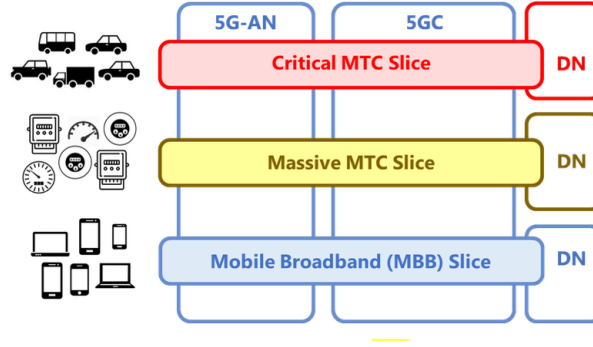 5G-AN 5GC
Critical MTC Slice DN
Massive MTC Slice DN
Mobile Broadband (MBB) Slice DN